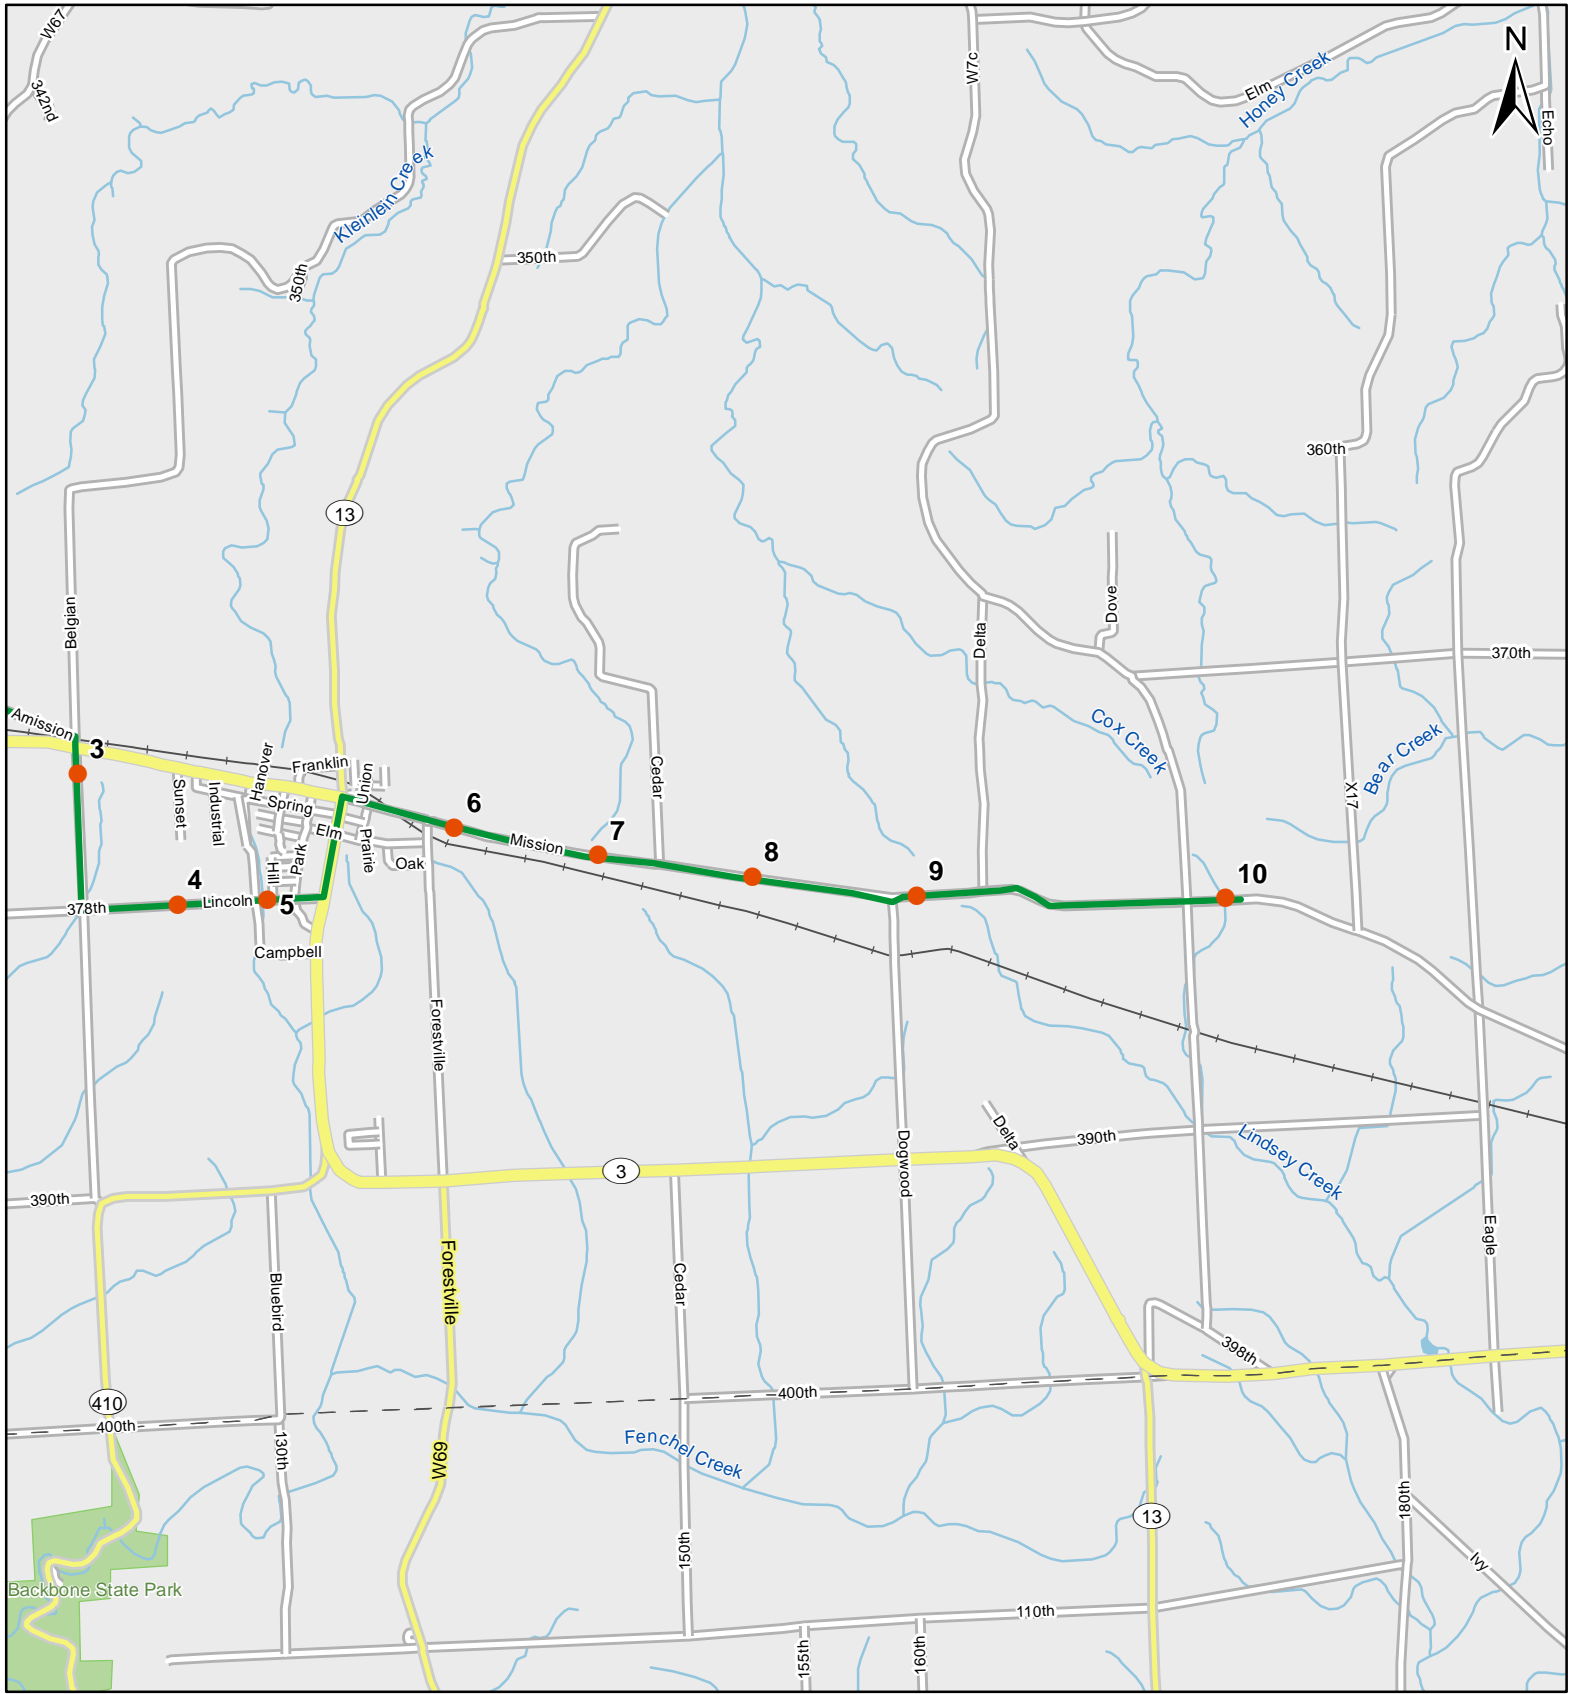 W67
342nd
W7c
N
Elm
Honey Creek
Echo
Kleinlein Creek
350th
350th
360th
13
Belgian
Delta
Dove
370th
Amission
3
Cox Creek
Bear Creek
X17
Sunset
Industrial
Hanover
Franklin
Union
Spring
Elm
Prairie
Park
Hill
Oak
Cedar
6
Mission
7
8
9
10
4
Lincoln
5
378th
Campbell
Forestville
Dogwood
Delta
390th
Lindsey Creek
3
390th
Eagle
Bluebird
Forestville
Cedar
398th
410
400th
400th
130th
W69
Fenchel Creek
13
180th
150th
Ivy
Backbone State Park
110th
155th
160th